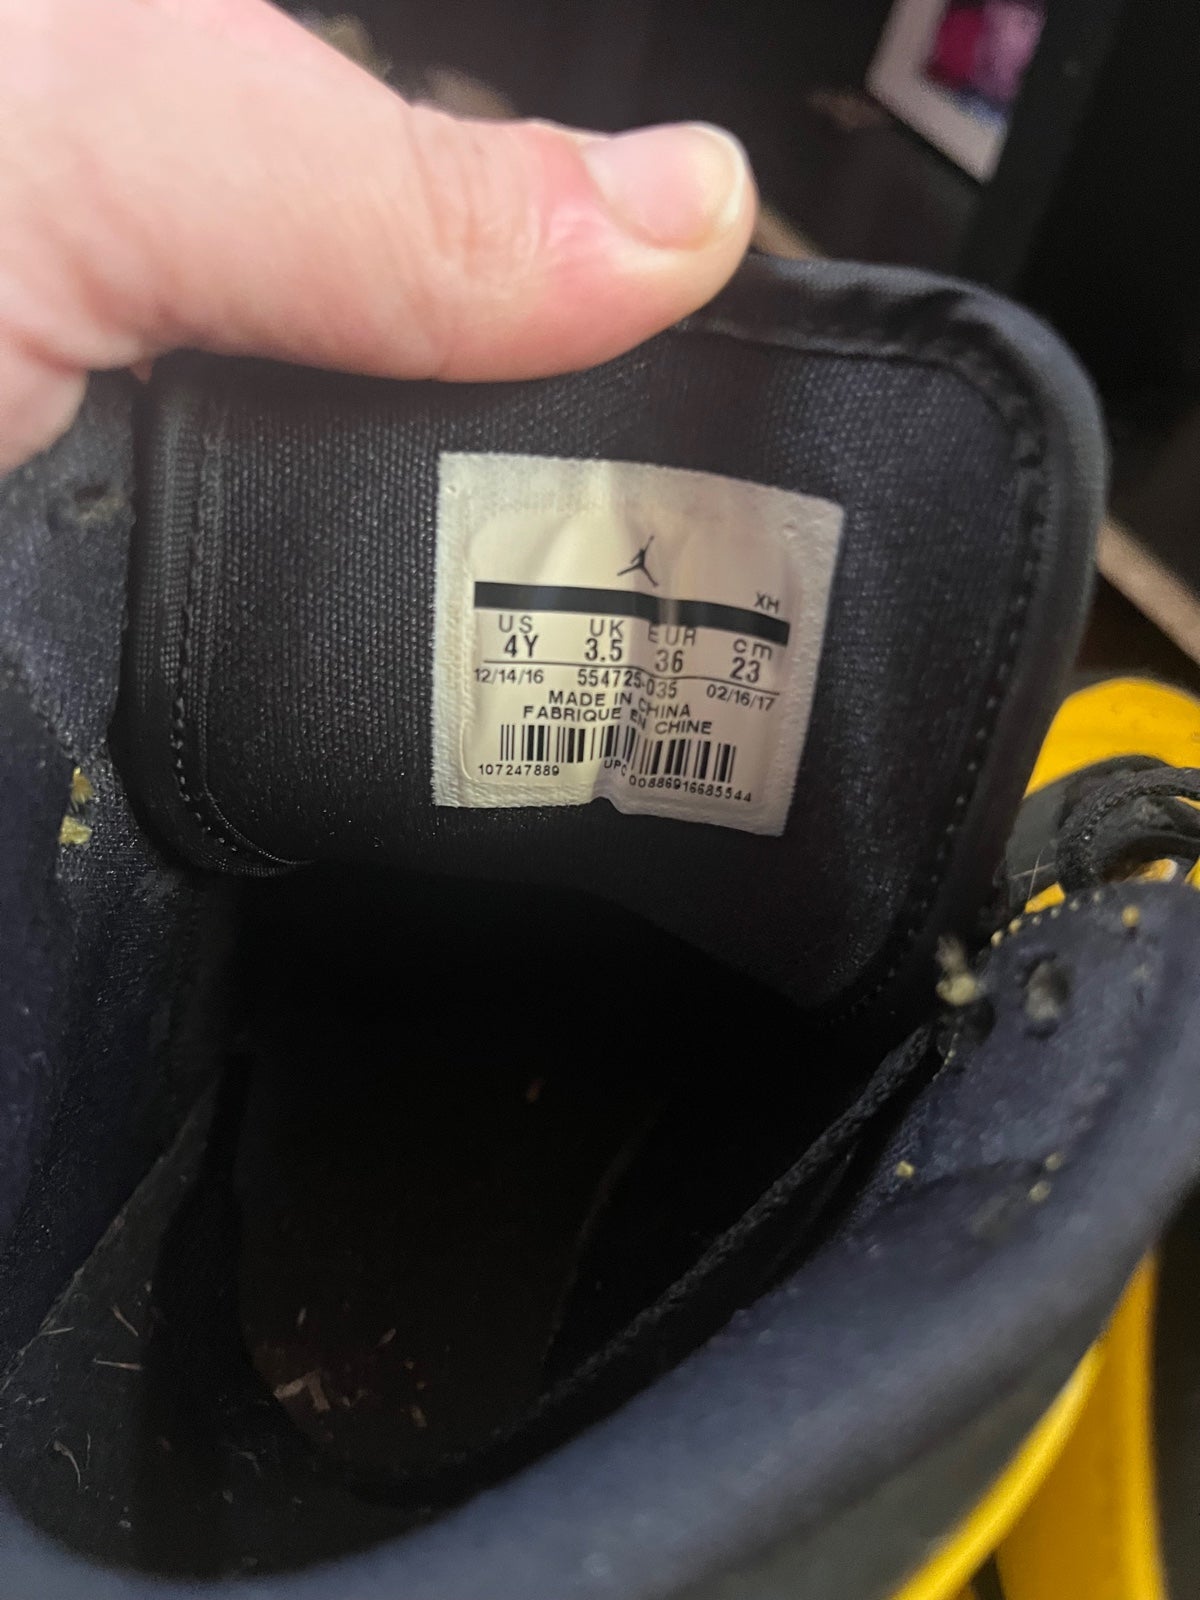 XH
US UK EUR cm
4Y 3.5 36 23
12/14/16 554725-035 02/16/17
MADE IN CHINA
FABRIQUE EN CHINE
107247889 UPC 00886916685544